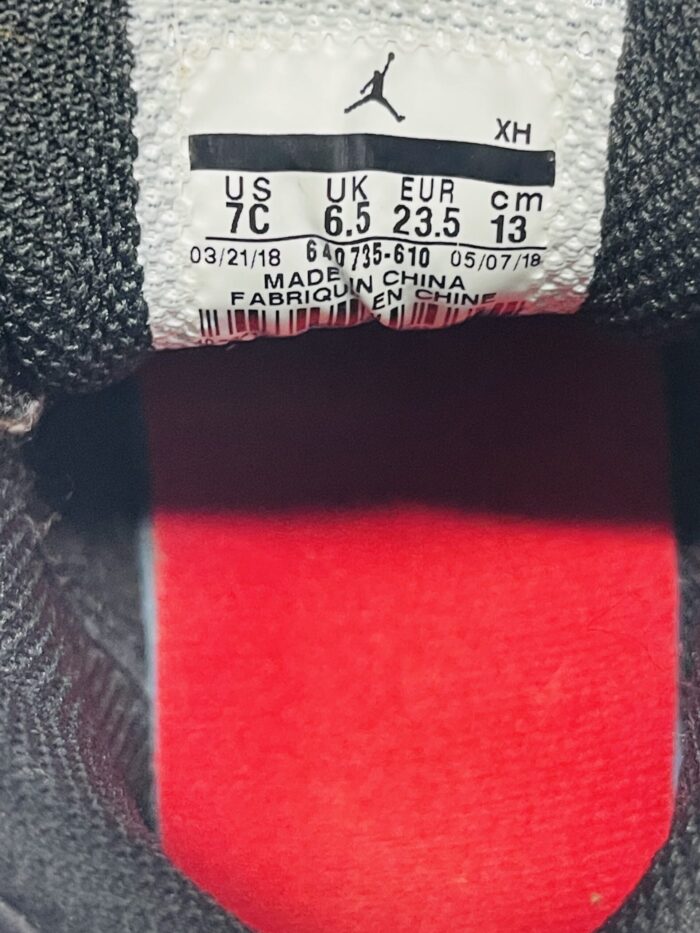 XH
US UK EUR cm
7C 6.5 23.5 13
03/21/18 640735-610 05/07/18
MADE IN CHINA
FABRIQU EN CHINE